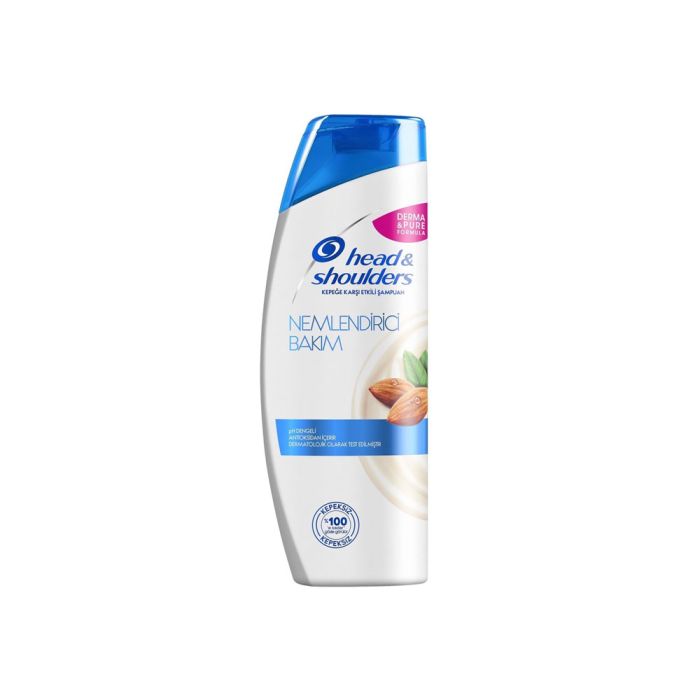 DERMA
&PURE
FORMULA
head&
shoulders
KEPEĞE KARŞI ETKİLİ ŞAMPUAN
NEMLENDİRİCİ
BAKIM
pH DENGELİ
ANTİOKSİDAN İÇERİR
DERMATOLOJİK OLARAK TEST EDİLMİŞTİR
KEPEKSİZ
%100
KEPEKSİZ